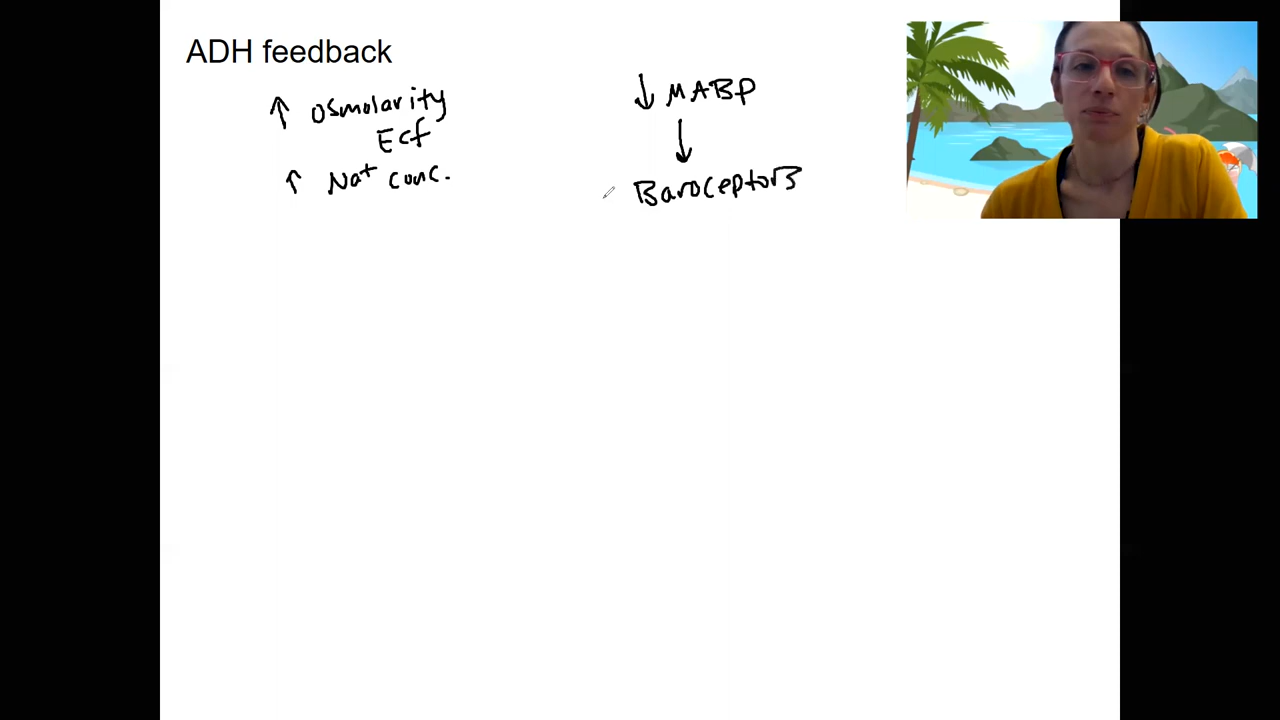 ADH feedback
↑ osmolarity
ECf
↑ Na+ conc.
↓ MABP
↓
Baroceptors